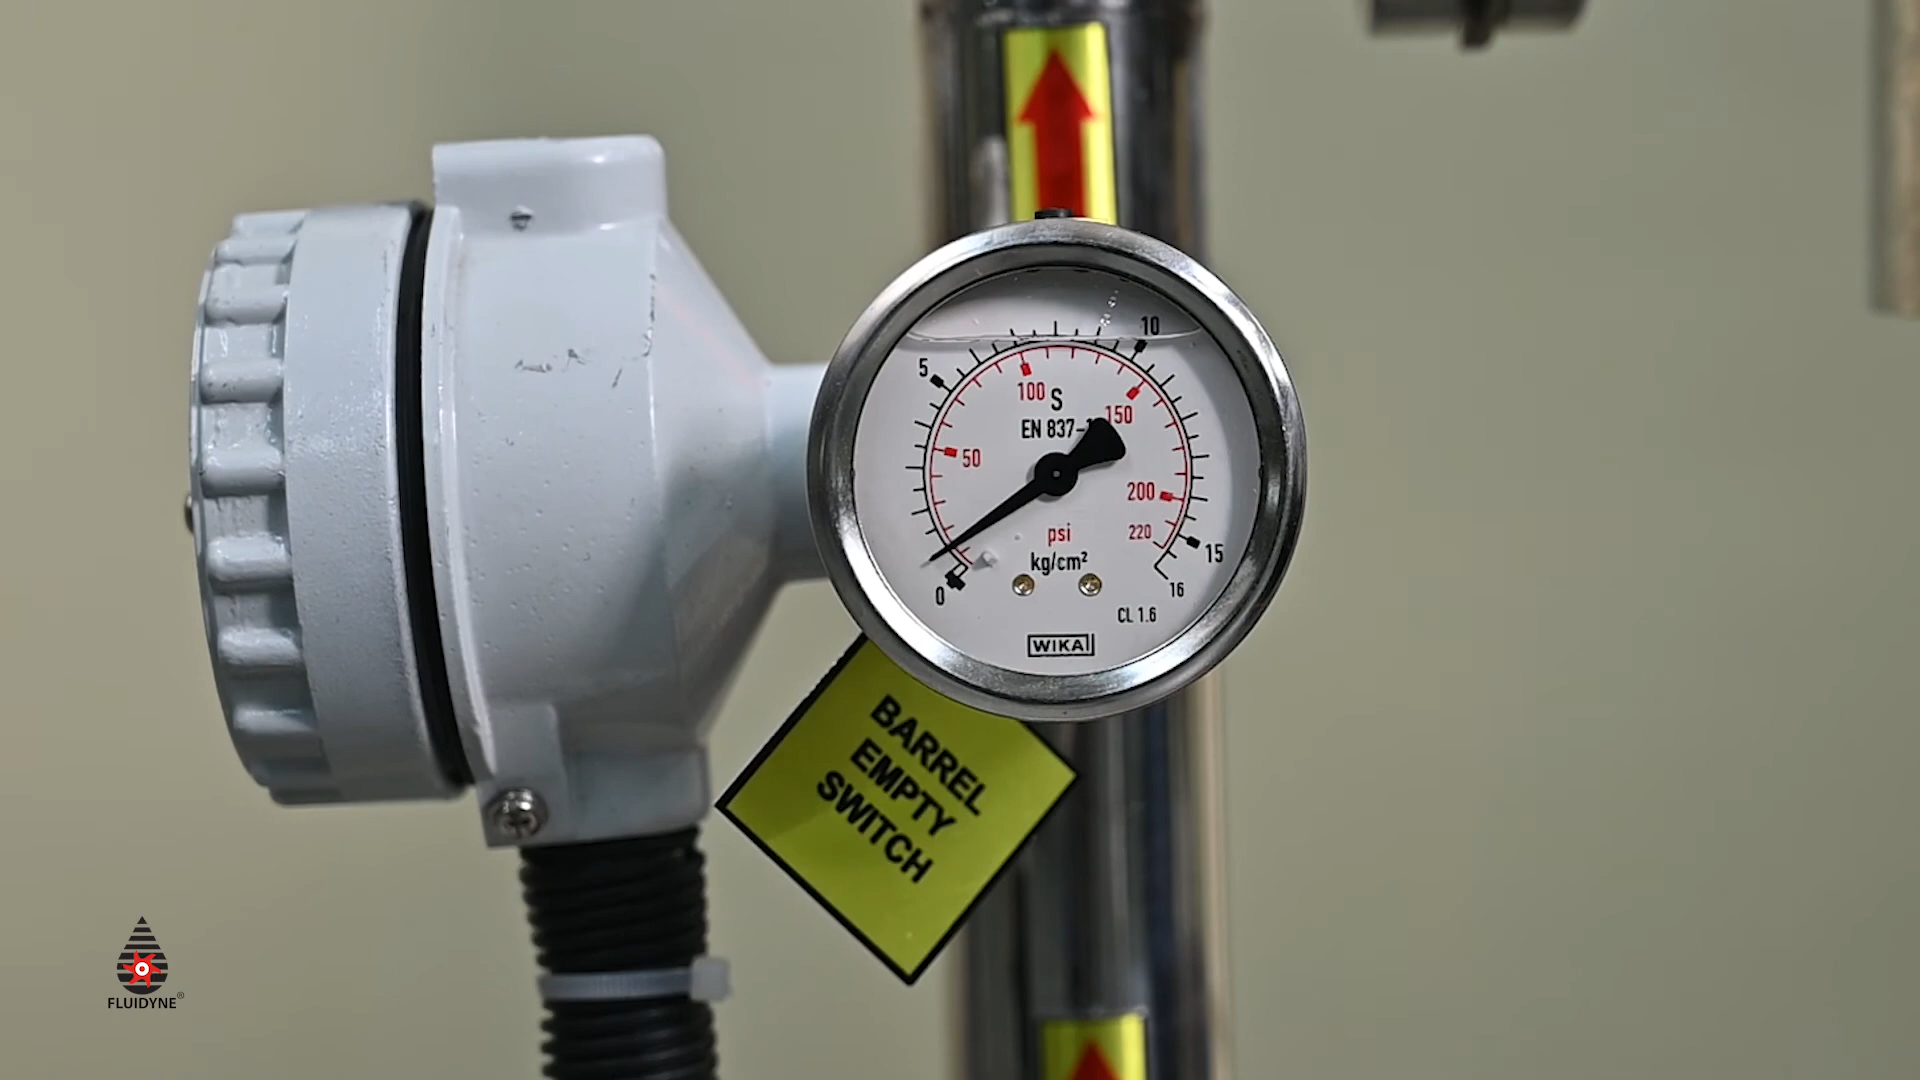 10
5
100
S
150
EN 837-1
50
200
psi
220
kg/cm²
15
0
16
CL 1.6
WIKA
BARREL
EMPTY
SWITCH
FLUIDYNE®